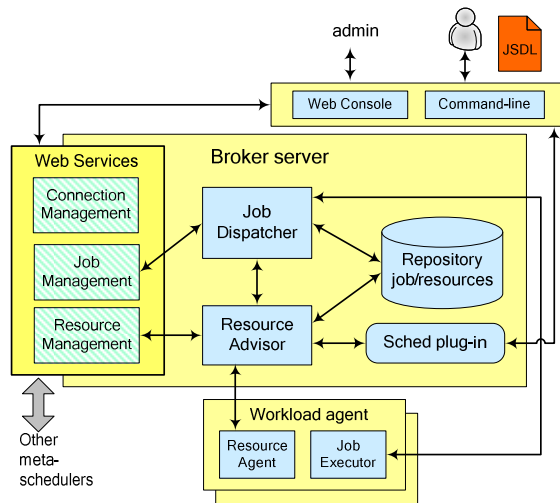 admin
JSDL
Web Console
Command-line
Web Services
Broker server
Connection
Management
Job
Management
Resource
Management
Job
Dispatcher
Repository
job/resources
Resource
Advisor
Sched plug-in
Other
meta-
schedulers
Workload agent
Resource
Agent
Job
Executor